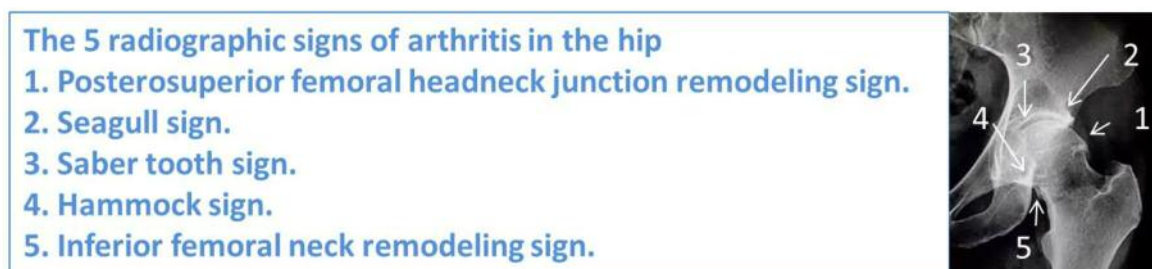 The 5 radiographic signs of arthritis in the hip
1. Posterosuperior femoral headneck junction remodeling sign.
2. Seagull sign.
3. Saber tooth sign.
4. Hammock sign.
5. Inferior femoral neck remodeling sign.
3 2
4 1
5